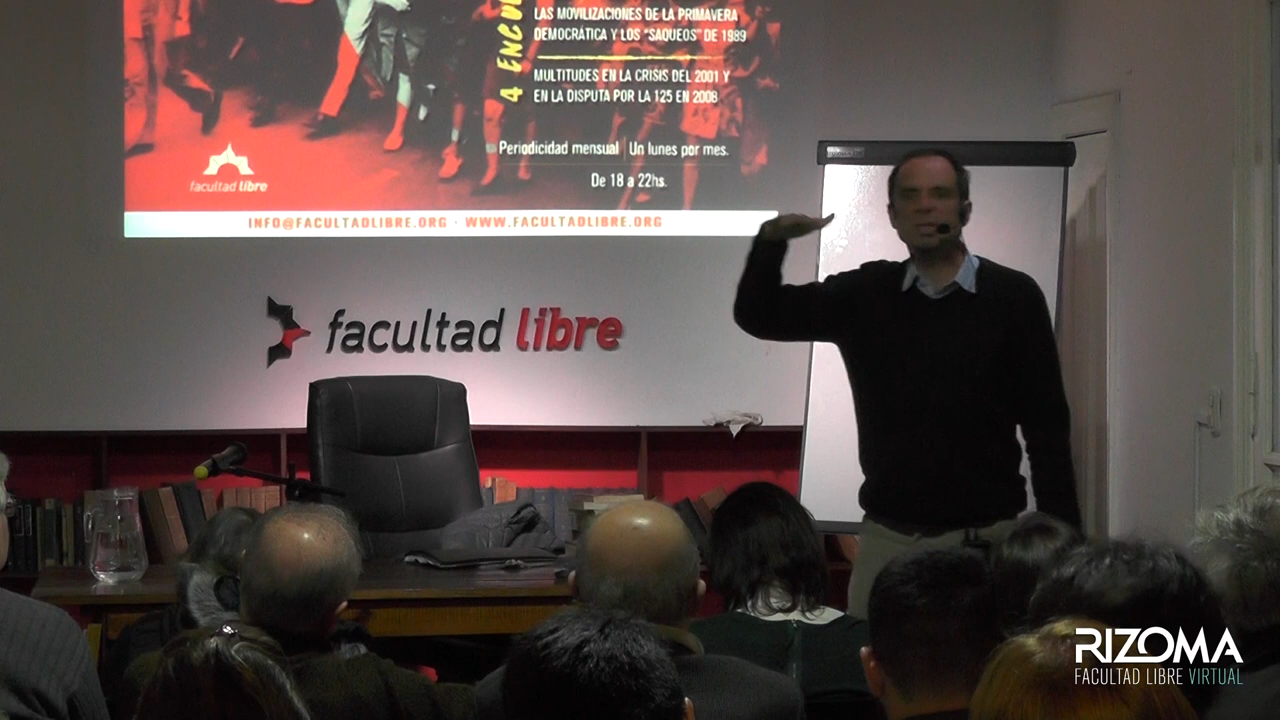 4 ENCU
LAS MOVILIZACIONES DE LA PRIMAVERA
DEMOCRÁTICA Y LOS "SAQUEOS" DE 1989
MULTITUDES EN LA CRISIS DEL 2001 Y
EN LA DISPUTA POR LA 125 EN 2008
Periodicidad mensual | Un lunes por mes.
De 18 a 22hs.
facultad libre
INFO@FACULTADLIBRE.ORG - WWW.FACULTADLIBRE.ORG
facultad libre
RIZOMA
FACULTAD LIBRE VIRTUAL